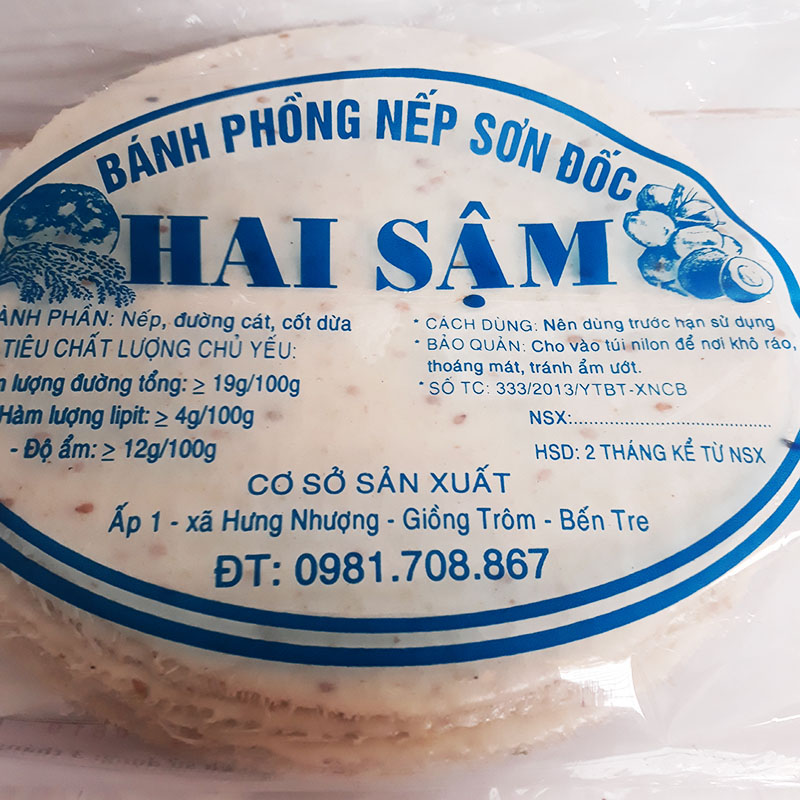 BÁNH PHỒNG NẾP SƠN ĐỐC
HAI SẬM
ÀNH PHẦN: Nếp, đường cát, cốt dừa
TIÊU CHẤT LƯỢNG CHỦ YẾU:
lượng đường tổng: ≥ 19g/100g
Hàm lượng lipit: ≥ 4g/100g
- Độ ẩm: ≥ 12g/100g
* CÁCH DÙNG: Nên dùng trước hạn sử dụng
* BẢO QUẢN: Cho vào túi nilon để nơi khô ráo,
thoáng mát, tránh ẩm ướt.
* SỐ TC: 333/2013/YTBT-XNCB
NSX:.......................................
HSD: 2 THÁNG KỂ TỪ NSX
CƠ SỞ SẢN XUẤT
Ấp 1 - xã Hưng Nhượng - Giồng Trôm - Bến Tre
ĐT: 0981.708.867